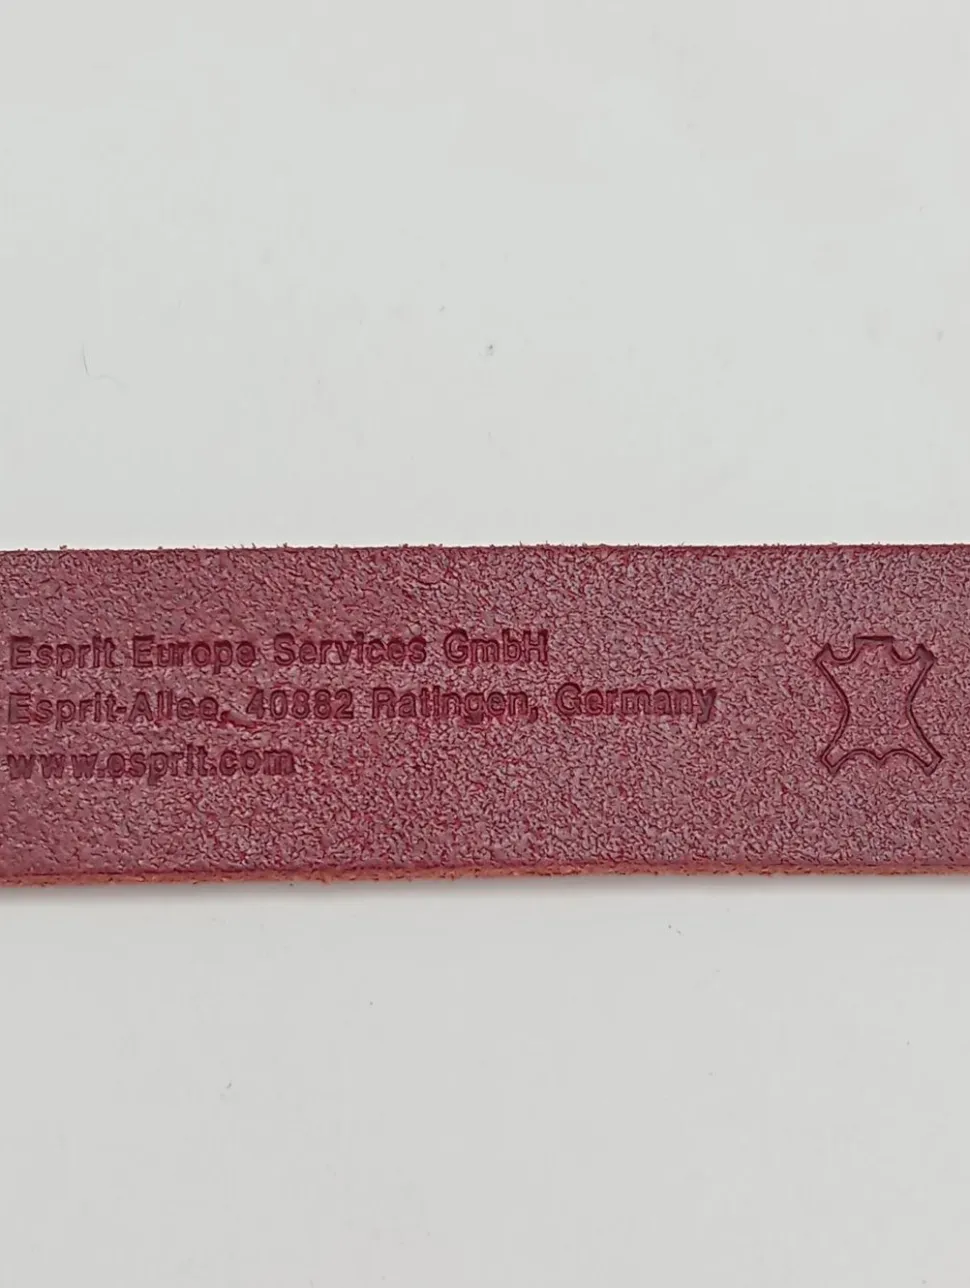 Esprit Europe Services GmbH
Esprit-Allee, 40882 Ratingen, Germany
www.esprit.com